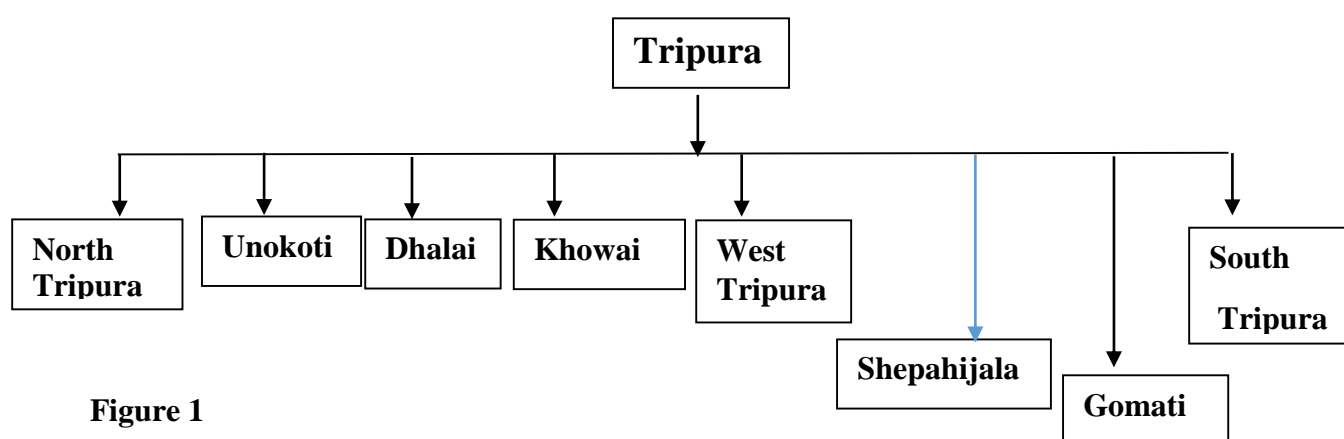 Tripura
North
Tripura
Unokoti
Dhalai
Khowai
West
Tripura
Shepahijala
Gomati
South
Tripura
Figure 1